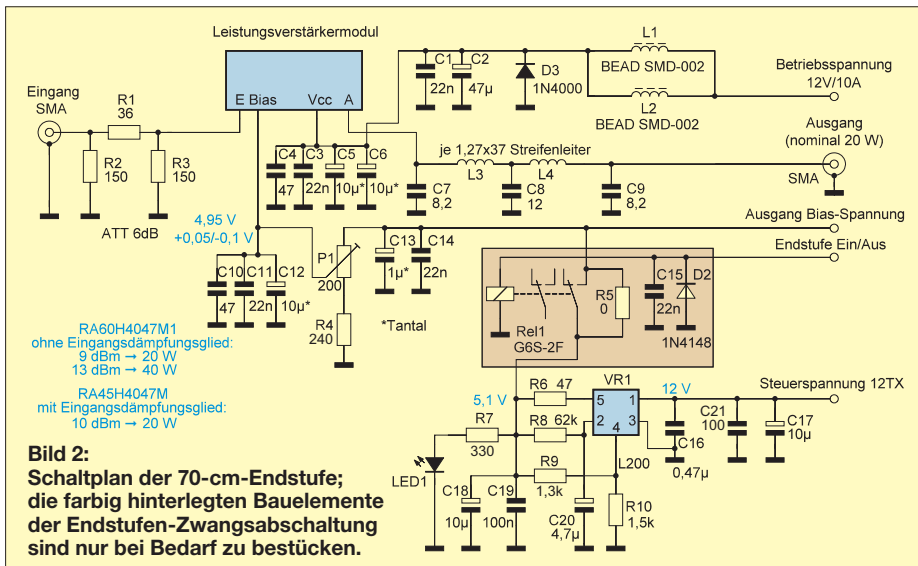 Leistungsverstärkermodul
L1
BEAD SMD-002
C1
22n
C2
47µ
D3
1N4000
Betriebsspannung
12V/10A
L2
BEAD SMD-002
Eingang
SMA
R1
36
E Bias
Vcc
A
R2
150
R3
150
ATT 6dB
C4
47
C3
22n
C5
10µ*
C6
10µ*
je 1,27x37 Streifenleiter
L3
L4
Ausgang
(nominal 20 W)
SMA
C7
8,2
C8
12
C9
8,2
4,95 V
+0,05/-0,1 V
Ausgang Bias-Spannung
Endstufe Ein/Aus
P1
200
C13
1µ*
C14
22n
C10
47
C11
22n
C12
10µ*
R4
240
*Tantal
Rel1
G6S-2F
R5
0
C15
22n
D2
1N4148
RA60H4047M1
ohne Eingangsdämpfungsglied:
9 dBm → 20 W
13 dBm → 40 W
RA45H4047M
mit Eingangsdämpfungsglied:
10 dBm → 20 W
5,1 V
R6
47
VR1
5
1
2
3
4
L200
12 V
Steuerspannung 12TX
R7
330
R8
62k
R9
1,3k
R10
1,5k
C16
0,47µ
C21
100
C17
10µ
LED1
C18
10µ
C19
100n
C20
4,7µ
Bild 2:
Schaltplan der 70-cm-Endstufe;
die farbig hinterlegten Bauelemente
der Endstufen-Zwangsabschaltung
sind nur bei Bedarf zu bestücken.